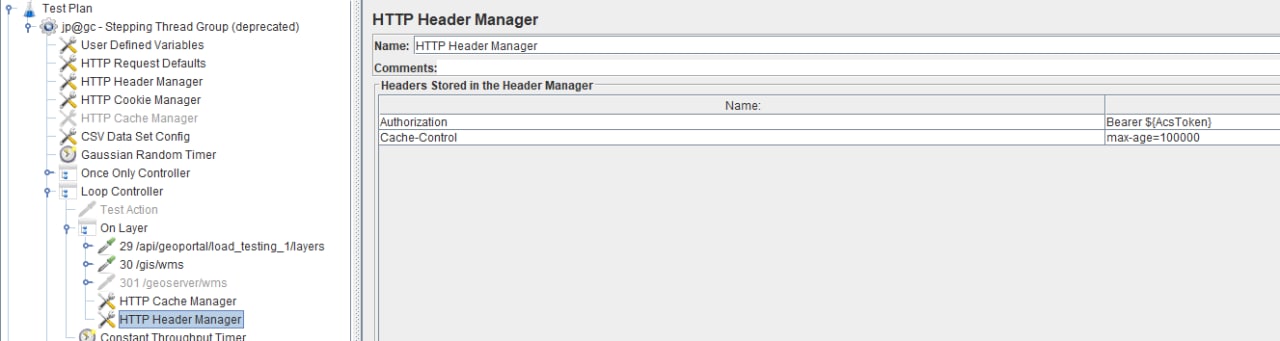 Test Plan
jp@gc - Stepping Thread Group (deprecated)
User Defined Variables
HTTP Request Defaults
HTTP Header Manager
HTTP Cookie Manager
HTTP Cache Manager
CSV Data Set Config
Gaussian Random Timer
Once Only Controller
Loop Controller
Test Action
On Layer
29 /api/geoportal/load_testing_1/layers
30 /gis/wms
301 /geoserver/wms
HTTP Cache Manager
HTTP Header Manager
Constant Throughput Timer
HTTP Header Manager
Name: HTTP Header Manager
Comments:
Headers Stored in the Header Manager
Name:
Authorization Bearer ${AcsToken}
Cache-Control max-age=100000